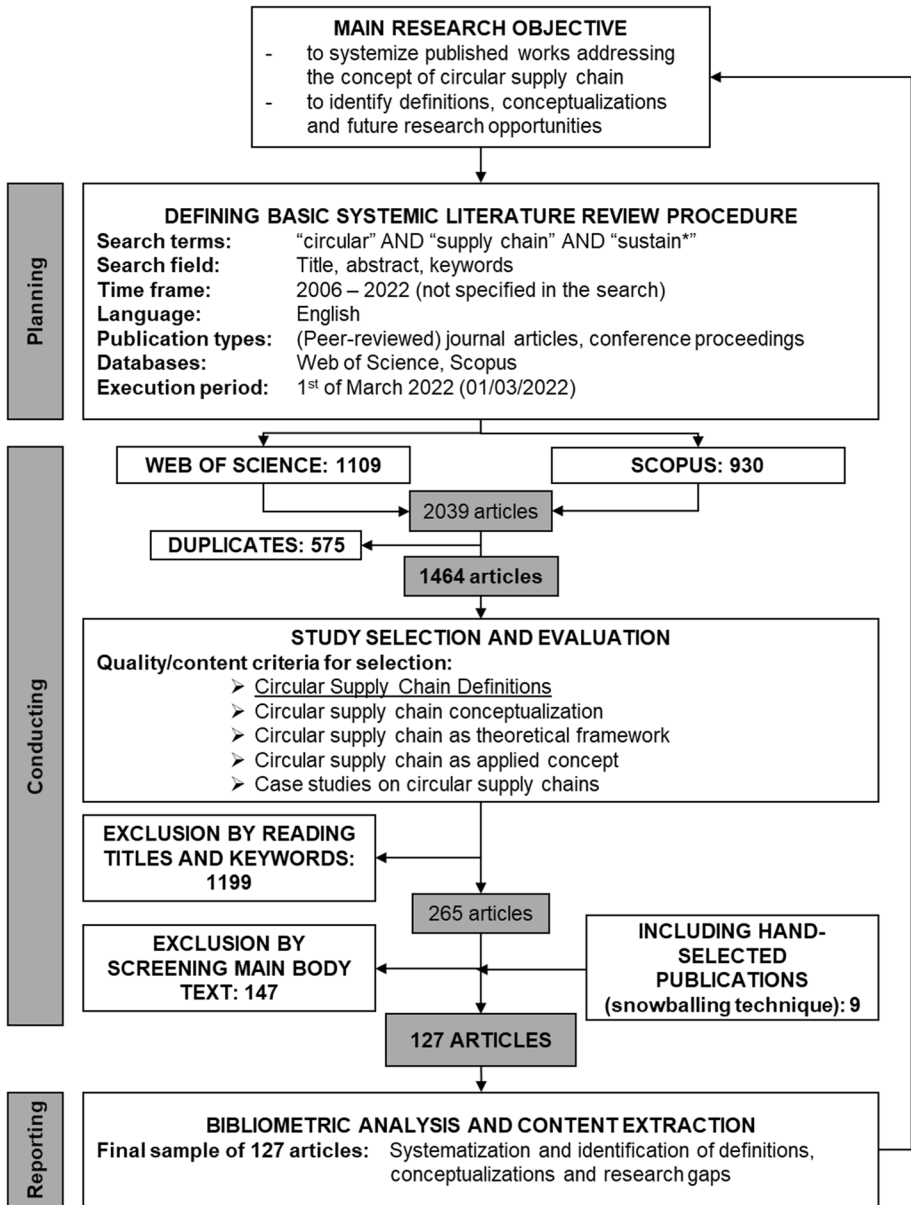 MAIN RESEARCH OBJECTIVE
- to systemize published works addressing
the concept of circular supply chain
- to identify definitions, conceptualizations
and future research opportunities
Planning
DEFINING BASIC SYSTEMIC LITERATURE REVIEW PROCEDURE
Search terms: “circular” AND “supply chain” AND “sustain*”
Search field: Title, abstract, keywords
Time frame: 2006 – 2022 (not specified in the search)
Language: English
Publication types: (Peer-reviewed) journal articles, conference proceedings
Databases: Web of Science, Scopus
Execution period: 1st of March 2022 (01/03/2022)
Conducting
WEB OF SCIENCE: 1109
SCOPUS: 930
2039 articles
DUPLICATES: 575
1464 articles
STUDY SELECTION AND EVALUATION
Quality/content criteria for selection:
➢ Circular Supply Chain Definitions
➢ Circular supply chain conceptualization
➢ Circular supply chain as theoretical framework
➢ Circular supply chain as applied concept
➢ Case studies on circular supply chains
EXCLUSION BY READING
TITLES AND KEYWORDS:
1199
265 articles
EXCLUSION BY
SCREENING MAIN BODY
TEXT: 147
INCLUDING HAND-
SELECTED
PUBLICATIONS
(snowballing technique): 9
127 ARTICLES
Reporting
BIBLIOMETRIC ANALYSIS AND CONTENT EXTRACTION
Final sample of 127 articles: Systematization and identification of definitions,
conceptualizations and research gaps